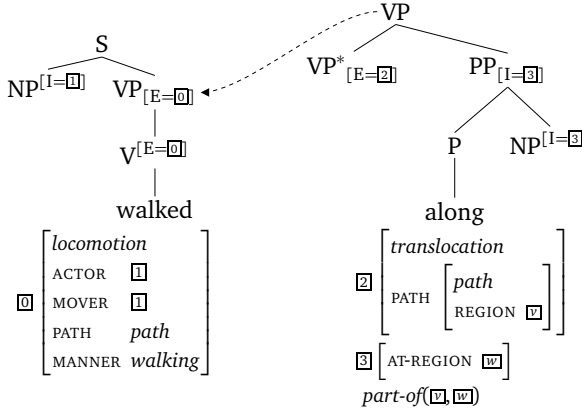 S
NP[I=1] VP[E=0]
V[E=0]
walked
0 [locomotion
ACTOR 1
MOVER 1
PATH path
MANNER walking]
VP
VP*[E=2] PP[I=3]
P NP[I=3
along
2 [translocation
PATH [path
REGION v]]
3 [AT-REGION w]
part-of(v, w)